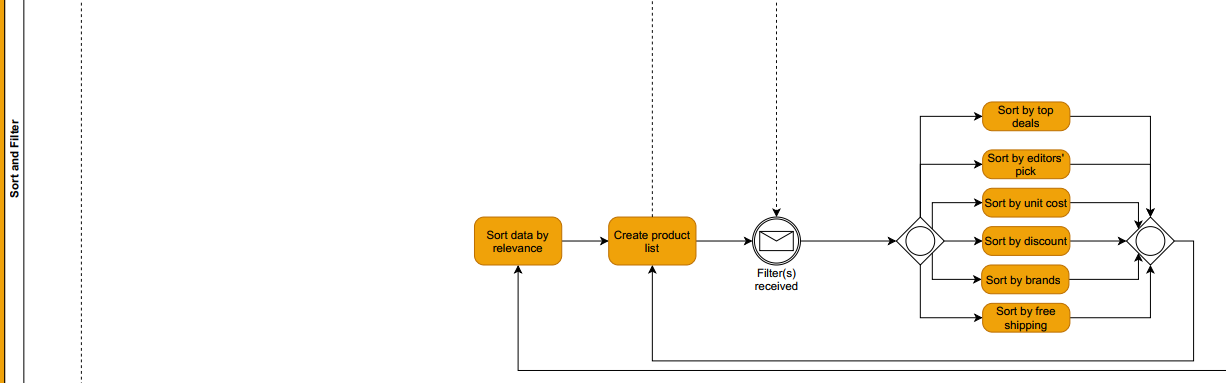 Sort and Filter
Sort data by
relevance
Create product
list
Filter(s)
received
Sort by top
deals
Sort by editors'
pick
Sort by unit cost
Sort by discount
Sort by brands
Sort by free
shipping